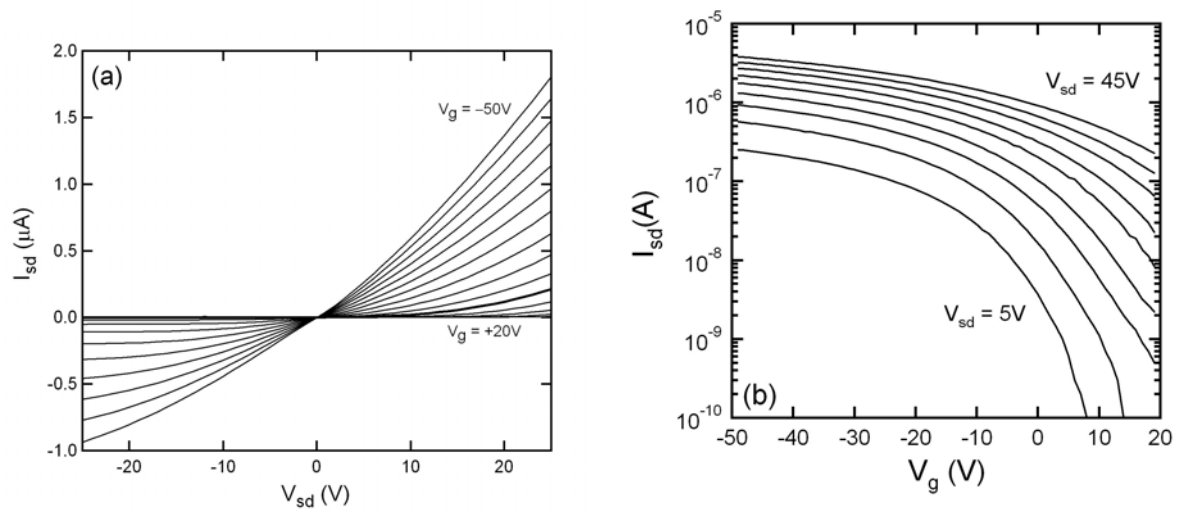 (a)
2.0
1.5
1.0
0.5
0.0
-0.5
-1.0
I_sd (μA)
V_g = −50V
V_g = +20V
-20 -10 0 10 20
V_sd (V)
(b)
10^-5
10^-6
10^-7
10^-8
10^-9
10^-10
I_sd(A)
V_sd = 45V
V_sd = 5V
-50 -40 -30 -20 -10 0 10 20
V_g (V)